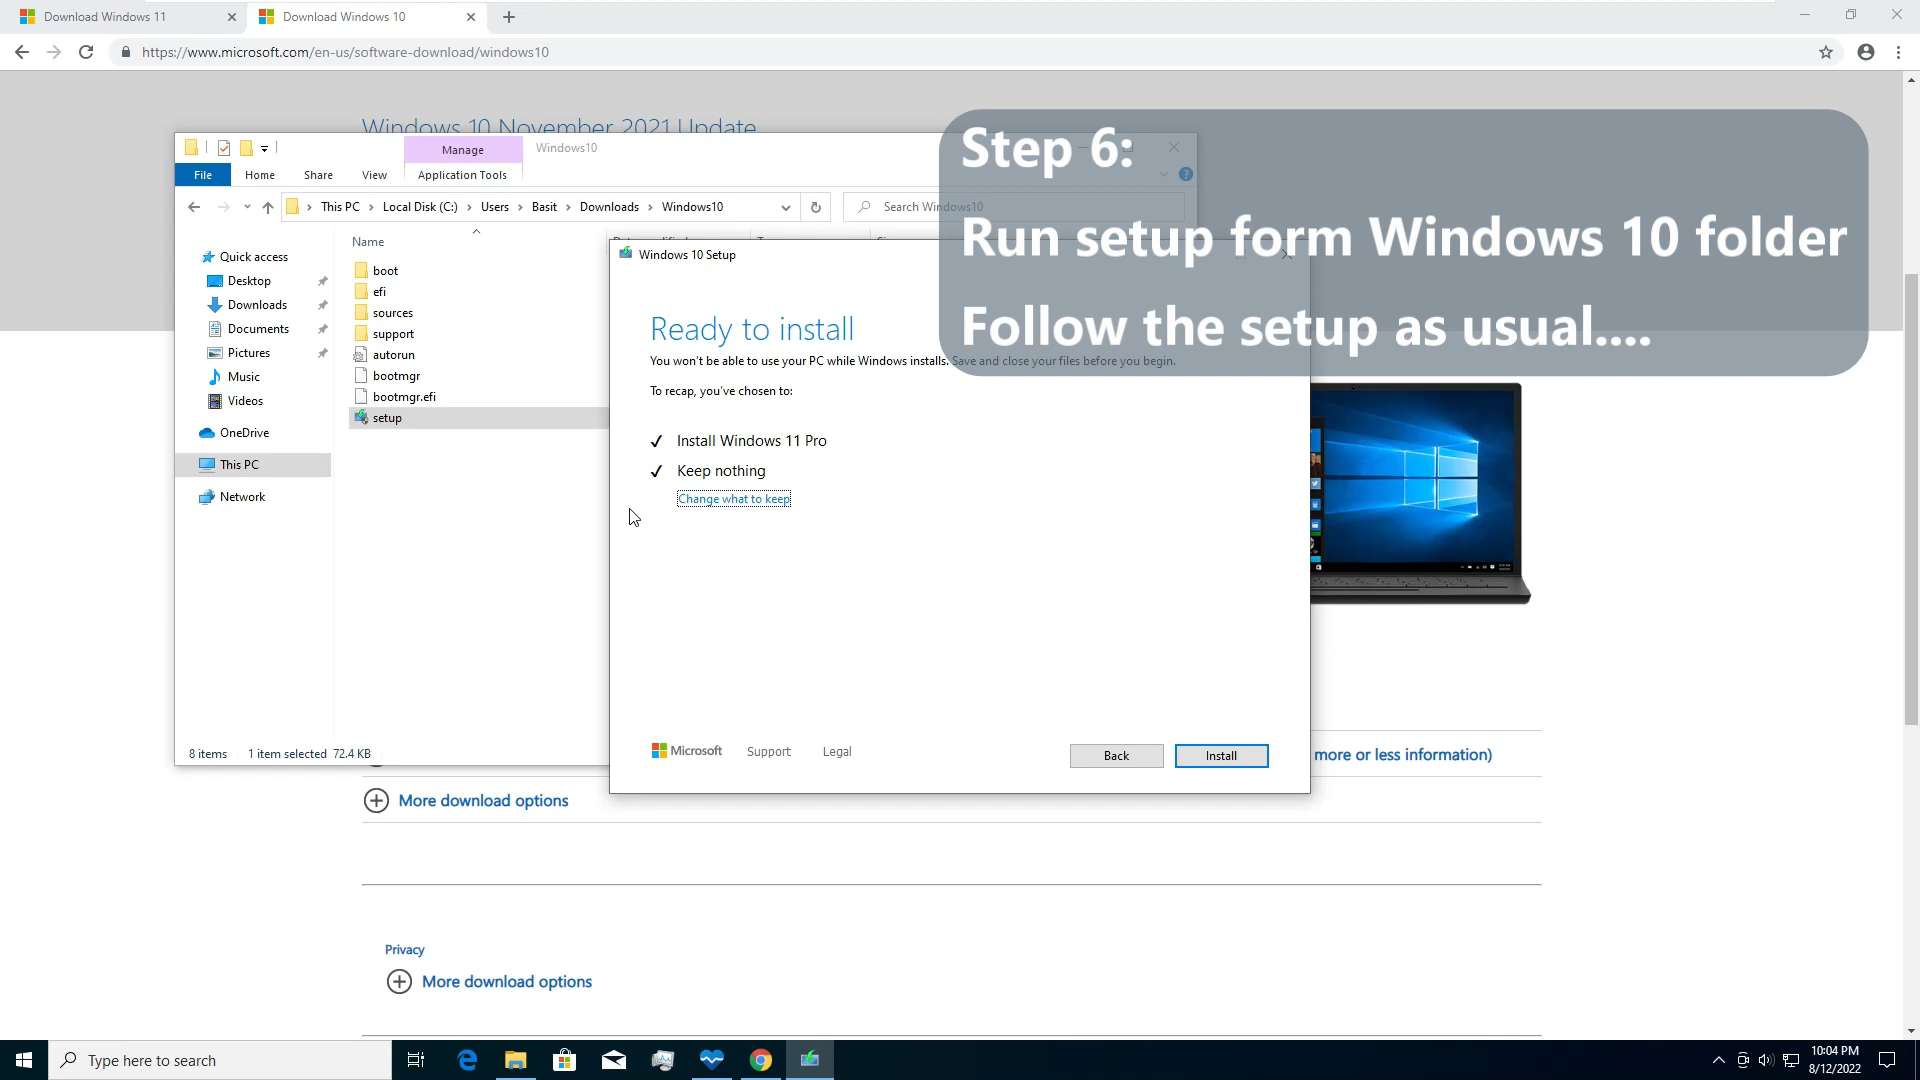 Download Windows 11
Download Windows 10
https://www.microsoft.com/en-us/software-download/windows10
Windows 10 November 2021 Update
Manage
Windows10
File
Home
Share
View
Application Tools
This PC
Local Disk (C:)
Users
Basit
Downloads
Windows10
Search Windows10
Step 6:
Run setup form Windows 10 folder
Follow the setup as usual....
Quick access
Desktop
Downloads
Documents
Pictures
Music
Videos
OneDrive
This PC
Network
Name
boot
efi
sources
support
autorun
bootmgr
bootmgr.efi
setup
8 items
1 item selected 72.4 KB
Windows 10 Setup
Ready to install
You won't be able to use your PC while Windows installs. Save and close your files before you begin.
To recap, you've chosen to:
Install Windows 11 Pro
Keep nothing
Change what to keep
Microsoft
Support
Legal
Back
Install
more or less information)
More download options
Privacy
More download options
Type here to search
10:04 PM
8/12/2022